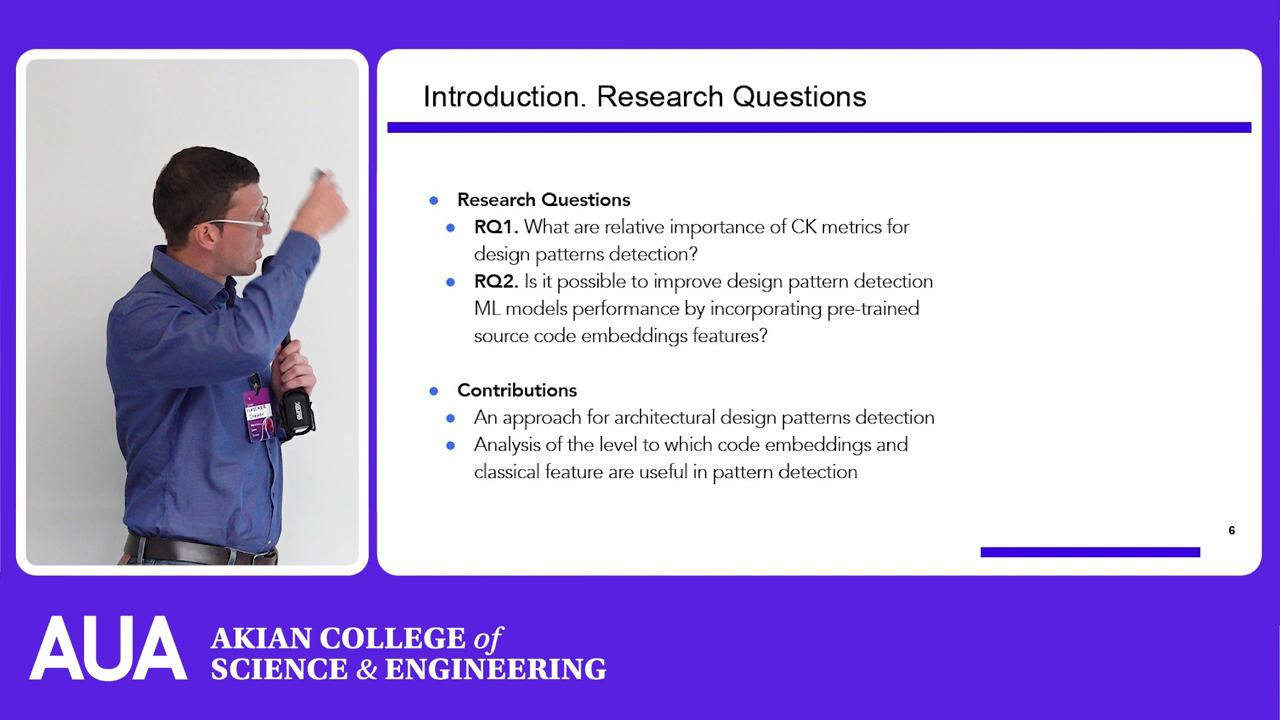 Introduction. Research Questions
Research Questions
RQ1. What are relative importance of CK metrics for
design patterns detection?
RQ2. Is it possible to improve design pattern detection
ML models performance by incorporating pre-trained
source code embeddings features?
Contributions
An approach for architectural design patterns detection
Analysis of the level to which code embeddings and
classical feature are useful in pattern detection
6
AUA
AKIAN COLLEGE of
SCIENCE & ENGINEERING